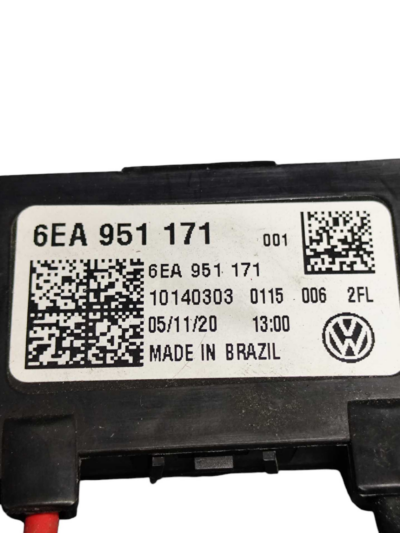 6EA 951 171 001
6EA 951 171
10140303 0115 006 2FL
05/11/20 13:00
MADE IN BRAZIL